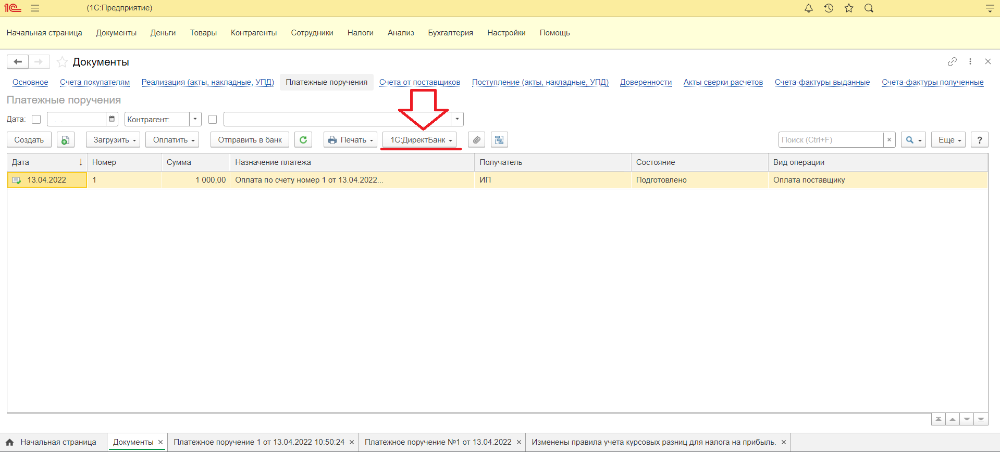 1С (1С:Предприятие)
Начальная страница Документы Деньги Товары Контрагенты Сотрудники Налоги Анализ Бухгалтерия Настройки Помощь
Документы
Основное Счета покупателям Реализация (акты, накладные, УПД) Платежные поручения Счета от поставщиков Поступление (акты, накладные, УПД) Доверенности Акты сверки расчетов Счета-фактуры выданные Счета-фактуры полученные
Платежные поручения
Дата: . . Контрагент:
Создать Загрузить Оплатить Отправить в банк Печать 1С:ДиректБанк Поиск (Ctrl+F) × Еще ?
Дата ↓ Номер Сумма Назначение платежа Получатель Состояние Вид операции
13.04.2022 1 1 000,00 Оплата по счету номер 1 от 13.04.2022... ИП Подготовлено Оплата поставщику
Начальная страница Документы × Платежное поручение 1 от 13.04.2022 10:50:24 × Платежное поручение №1 от 13.04.2022 × Изменены правила учета курсовых разниц для налога на прибыль. ×